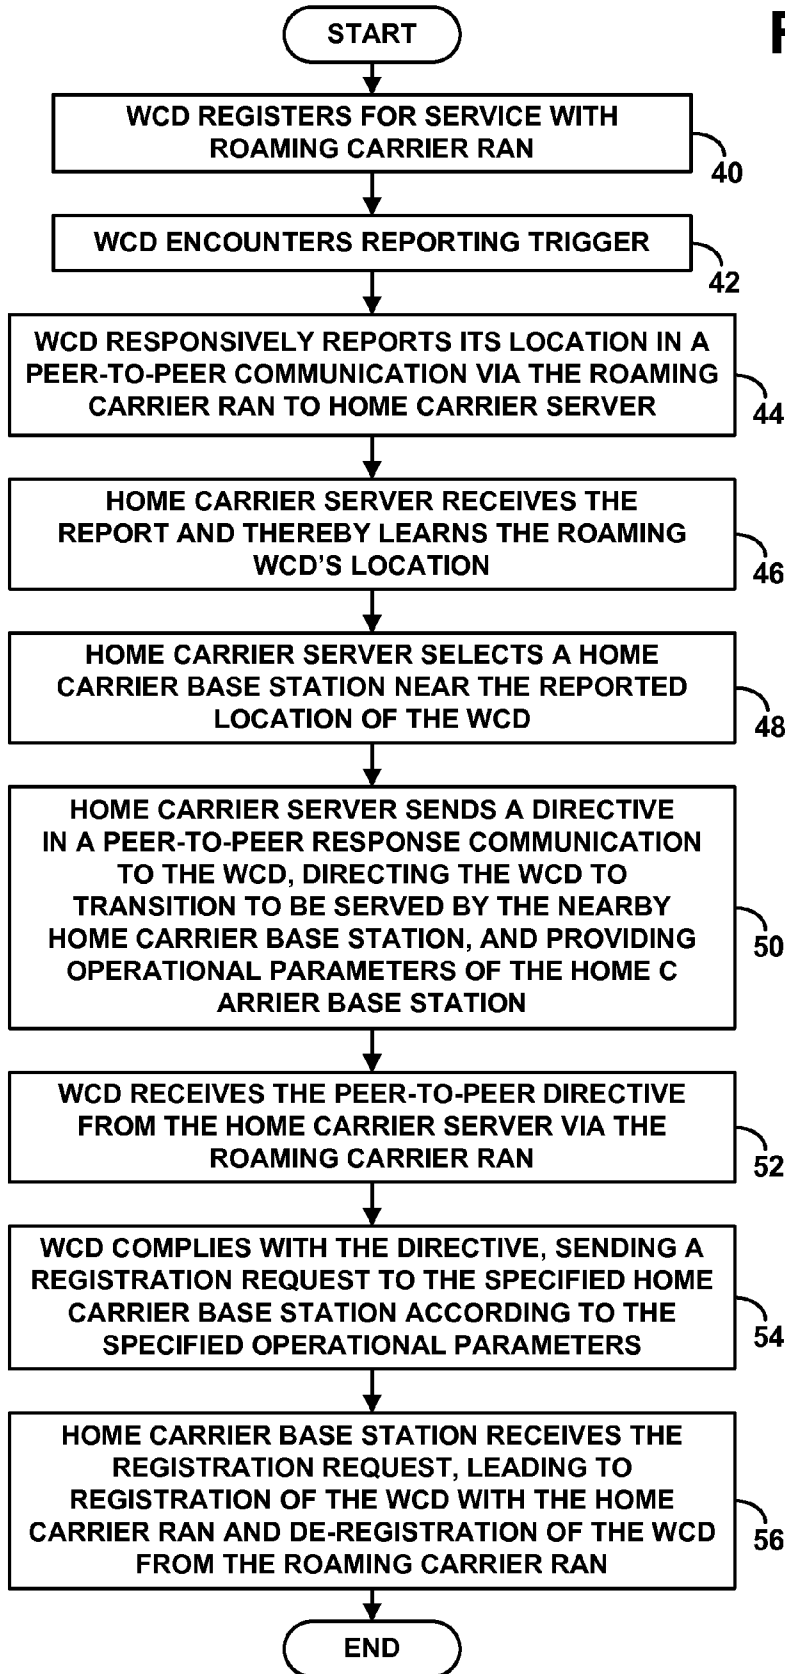 START
WCD REGISTERS FOR SERVICE WITH
ROAMING CARRIER RAN
40
WCD ENCOUNTERS REPORTING TRIGGER
42
WCD RESPONSIVELY REPORTS ITS LOCATION IN A
PEER-TO-PEER COMMUNICATION VIA THE ROAMING
CARRIER RAN TO HOME CARRIER SERVER
44
HOME CARRIER SERVER RECEIVES THE
REPORT AND THEREBY LEARNS THE ROAMING
WCD'S LOCATION
46
HOME CARRIER SERVER SELECTS A HOME
CARRIER BASE STATION NEAR THE REPORTED
LOCATION OF THE WCD
48
HOME CARRIER SERVER SENDS A DIRECTIVE
IN A PEER-TO-PEER RESPONSE COMMUNICATION
TO THE WCD, DIRECTING THE WCD TO
TRANSITION TO BE SERVED BY THE NEARBY
HOME CARRIER BASE STATION, AND PROVIDING
OPERATIONAL PARAMETERS OF THE HOME C
ARRIER BASE STATION
50
WCD RECEIVES THE PEER-TO-PEER DIRECTIVE
FROM THE HOME CARRIER SERVER VIA THE
ROAMING CARRIER RAN
52
WCD COMPLIES WITH THE DIRECTIVE, SENDING A
REGISTRATION REQUEST TO THE SPECIFIED HOME
CARRIER BASE STATION ACCORDING TO THE
SPECIFIED OPERATIONAL PARAMETERS
54
HOME CARRIER BASE STATION RECEIVES THE
REGISTRATION REQUEST, LEADING TO
REGISTRATION OF THE WCD WITH THE HOME
CARRIER RAN AND DE-REGISTRATION OF THE WCD
FROM THE ROAMING CARRIER RAN
56
END